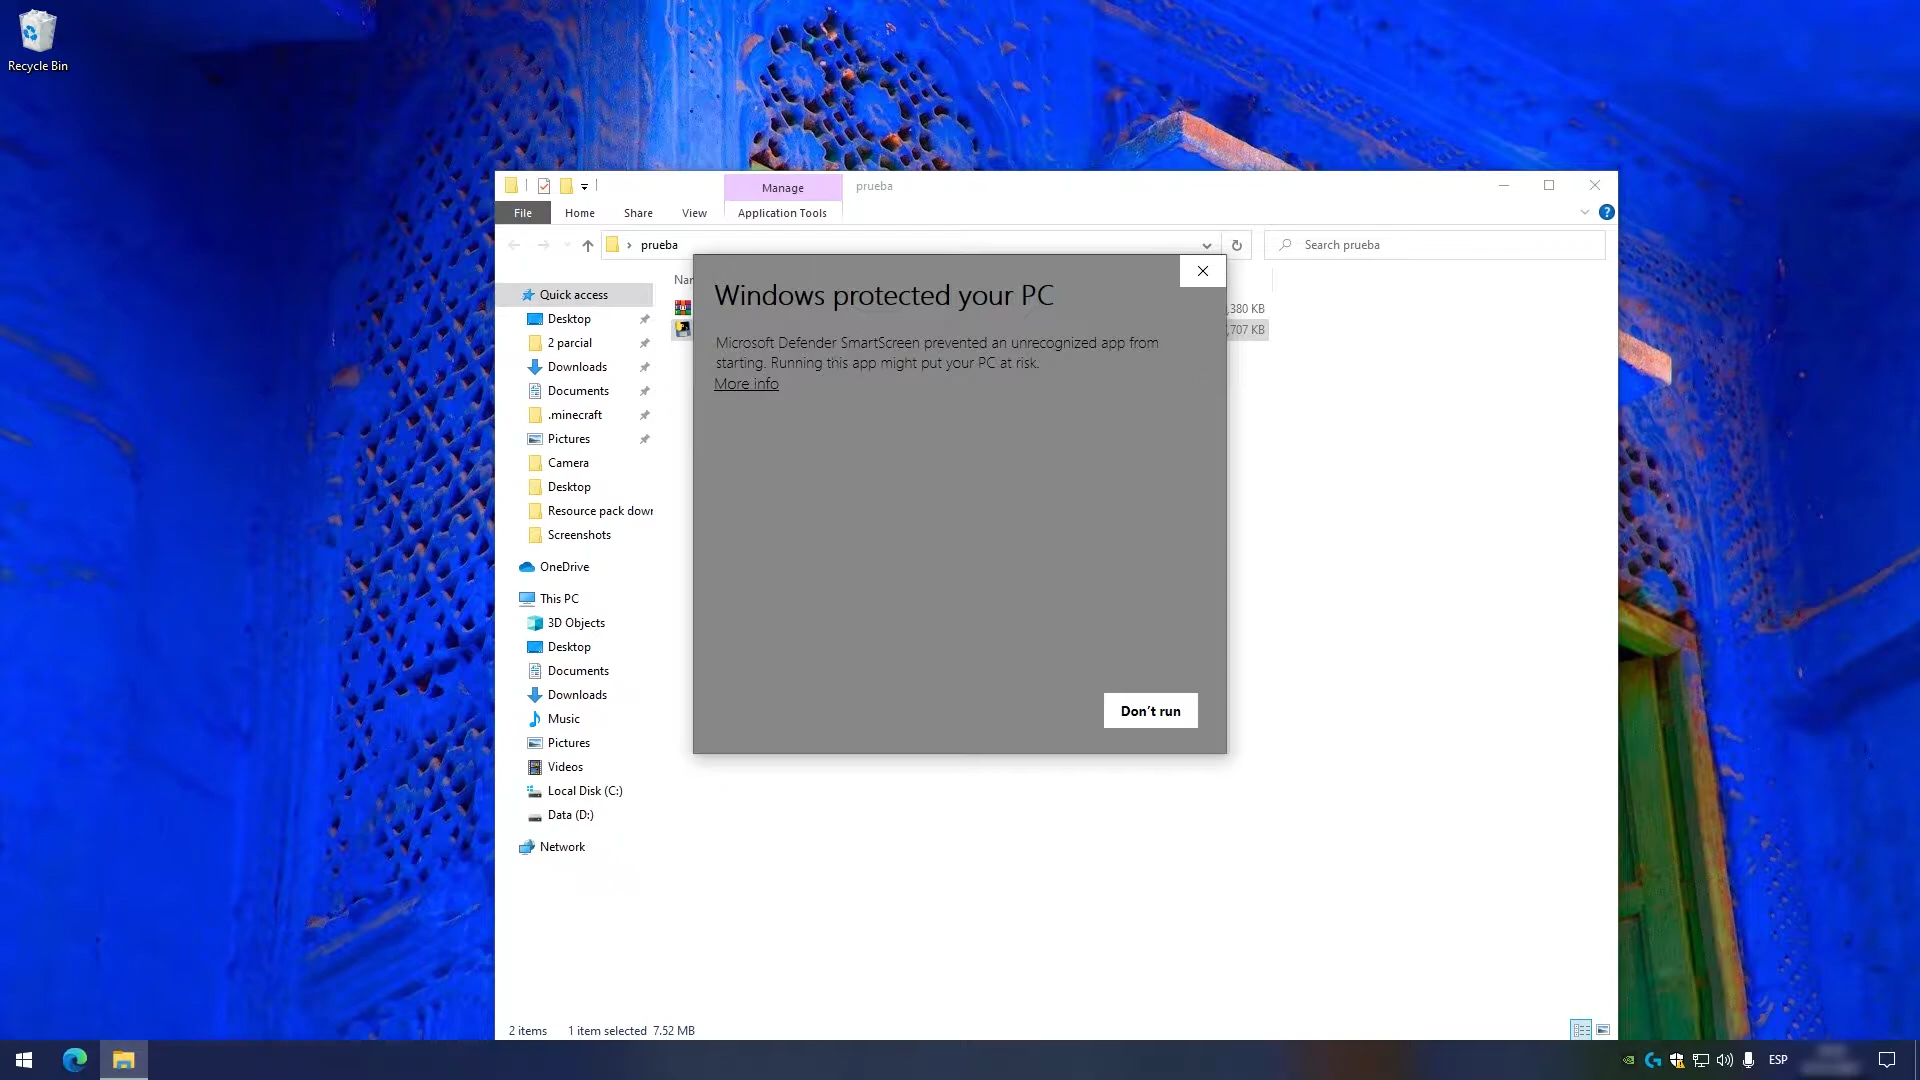 Recycle Bin
Manage
prueba
File
Home
Share
View
Application Tools
prueba
Search prueba
Windows protected your PC
Microsoft Defender SmartScreen prevented an unrecognized app from
starting. Running this app might put your PC at risk.
More info
Don't run
380 KB
707 KB
Quick access
Desktop
2 parcial
Downloads
Documents
.minecraft
Pictures
Camera
Desktop
Resource pack dow
Screenshots
OneDrive
This PC
3D Objects
Desktop
Documents
Downloads
Music
Pictures
Videos
Local Disk (C:)
Data (D:)
Network
2 items
1 item selected 7.52 MB
ESP